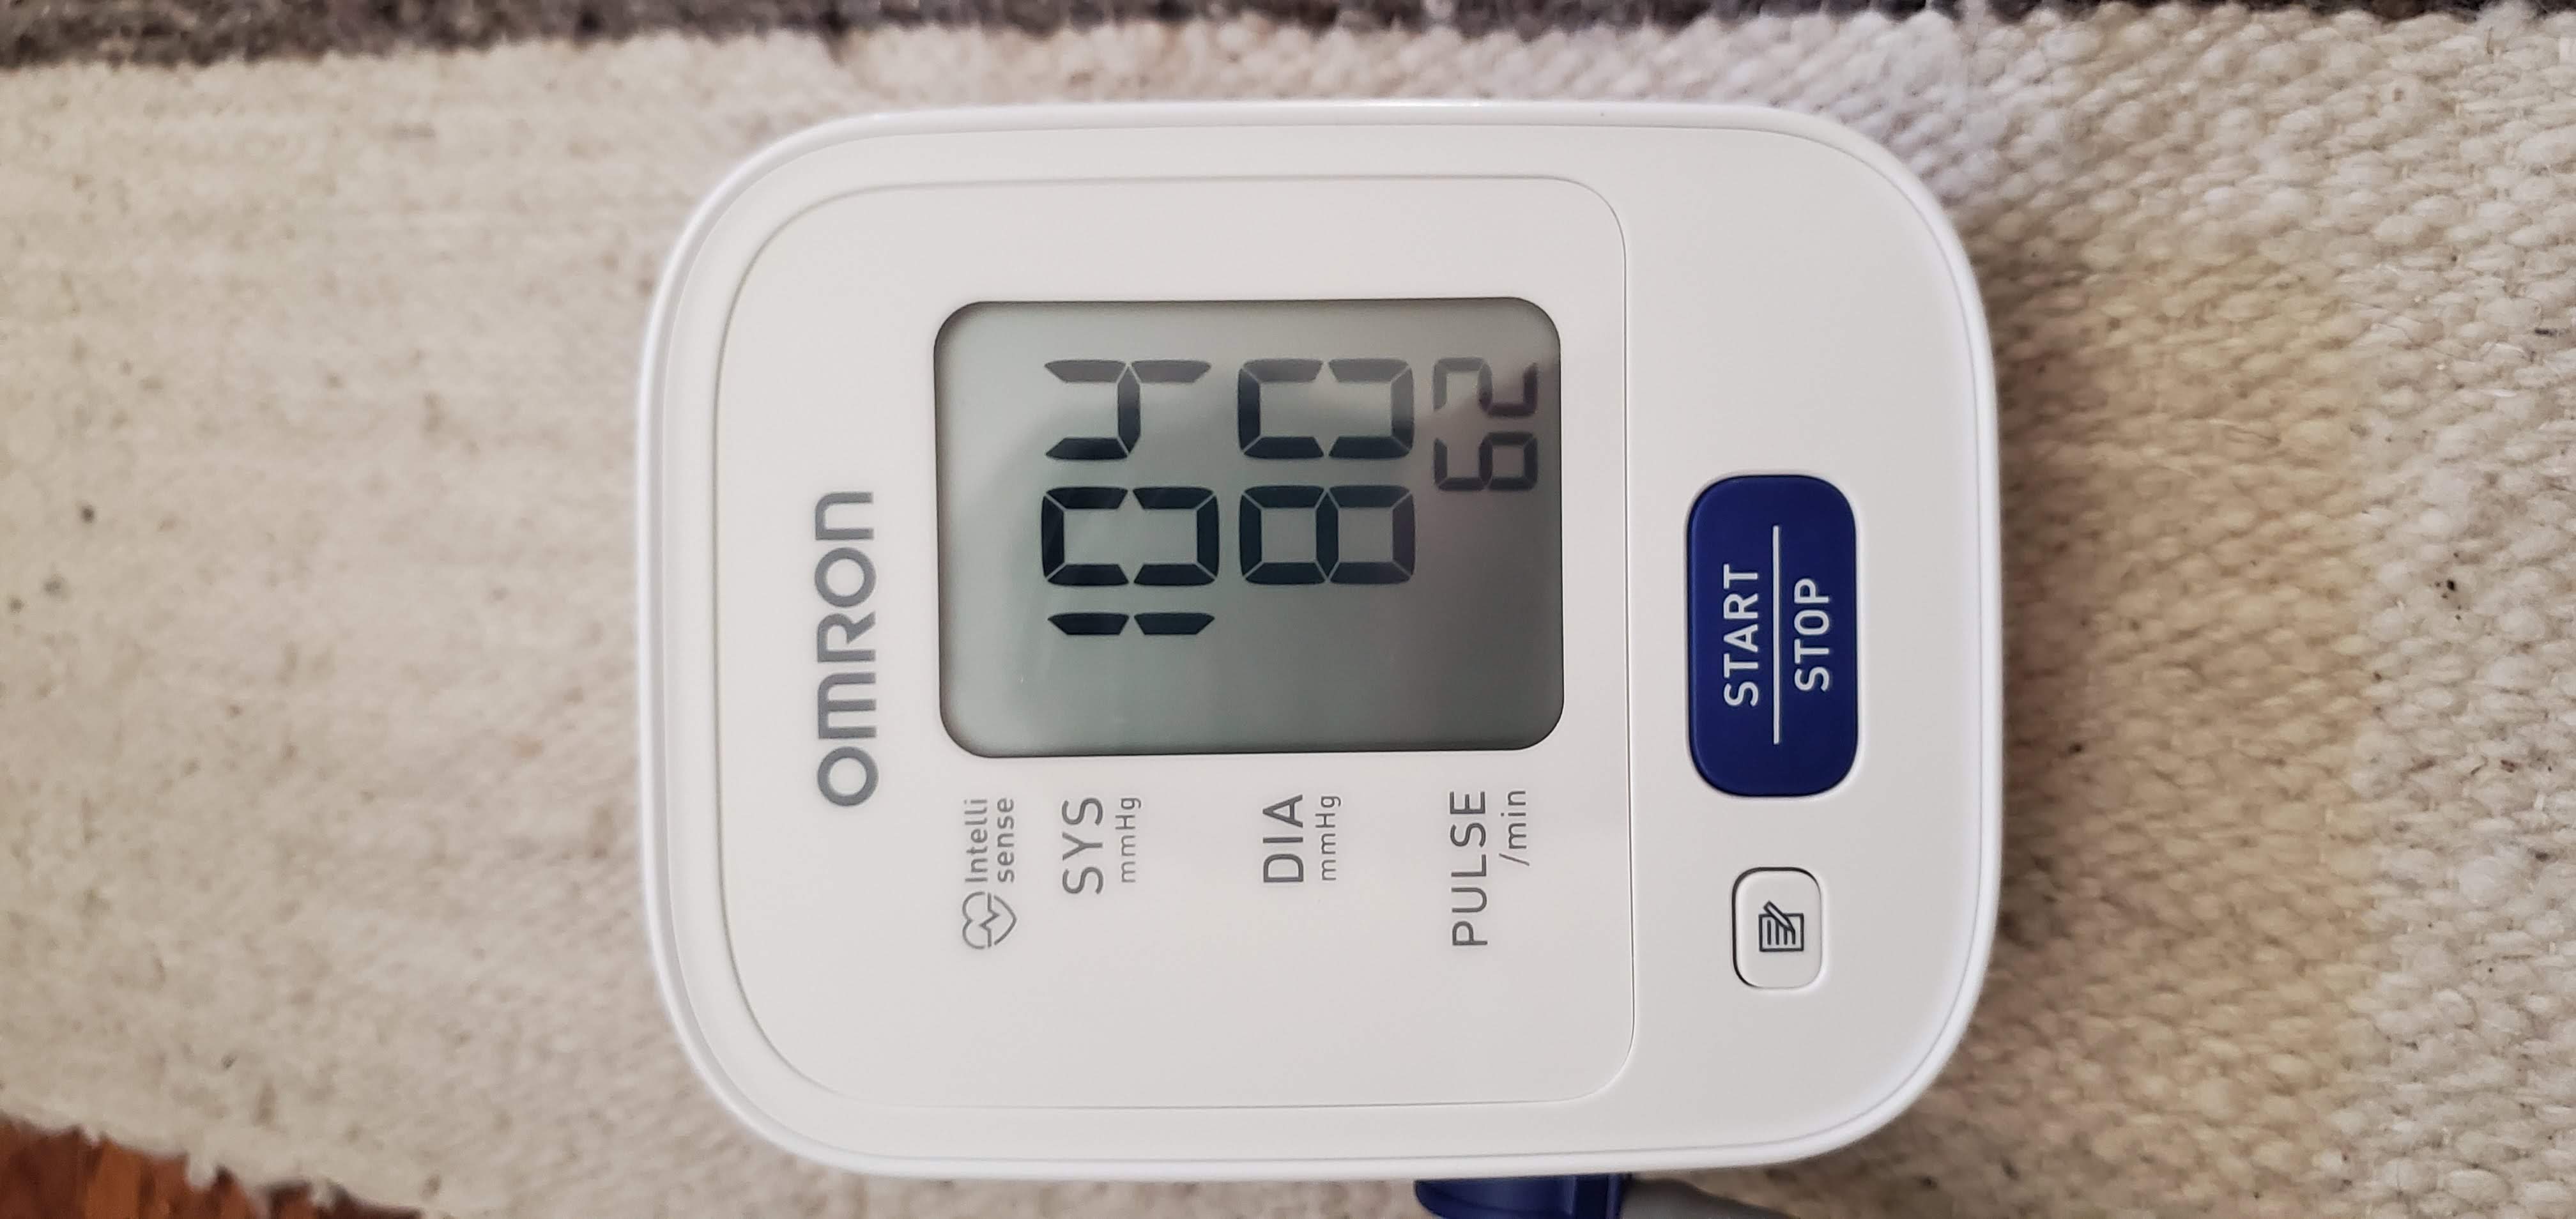 OMRON
Intelli
sense
SYS
mmHg
104
DIA
mmHg
80
PULSE
/min
62
START
STOP